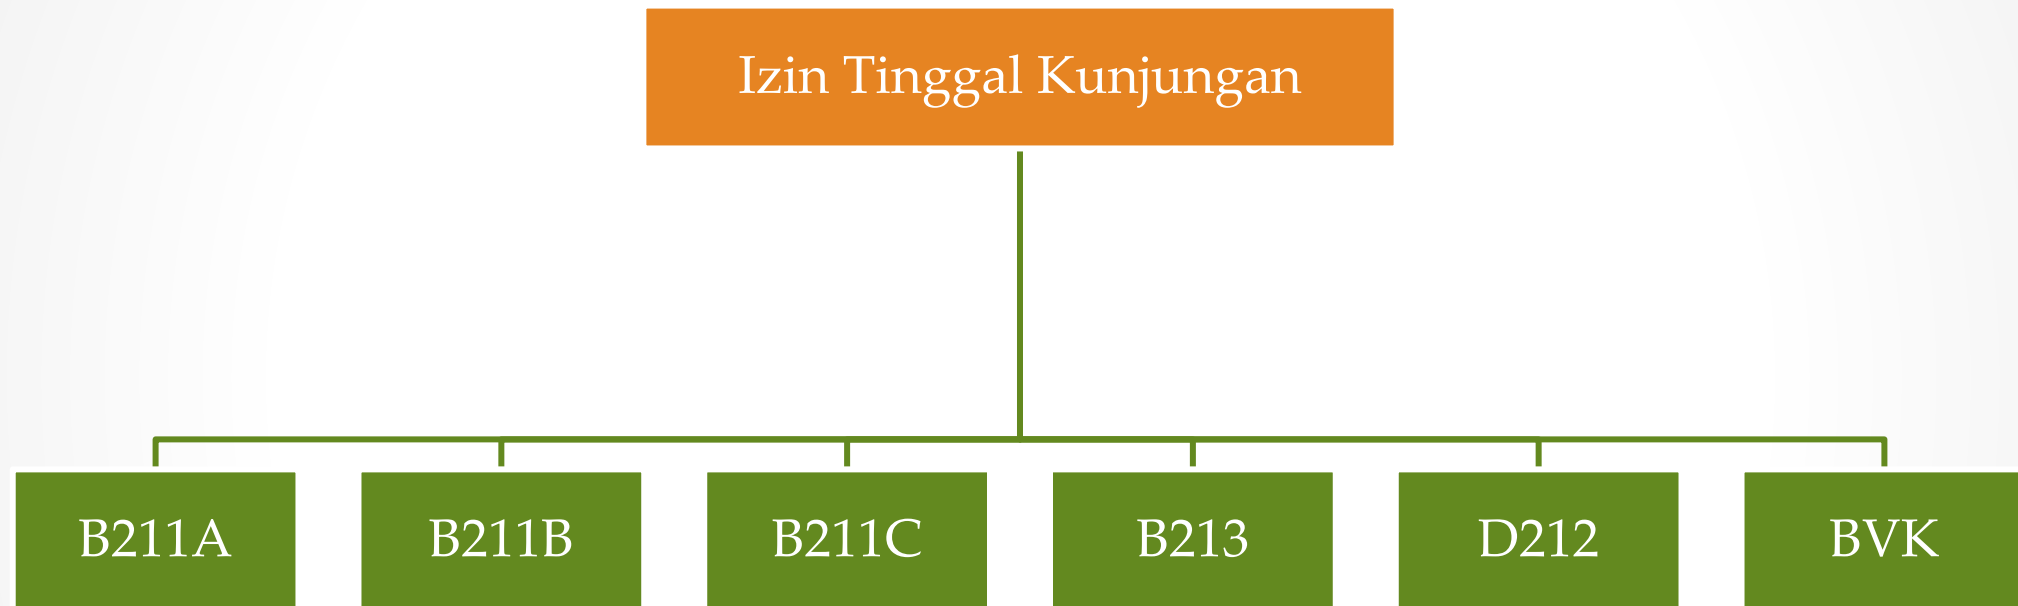 Izin Tinggal Kunjungan
B211A
B211B
B211C
B213
D212
BVK